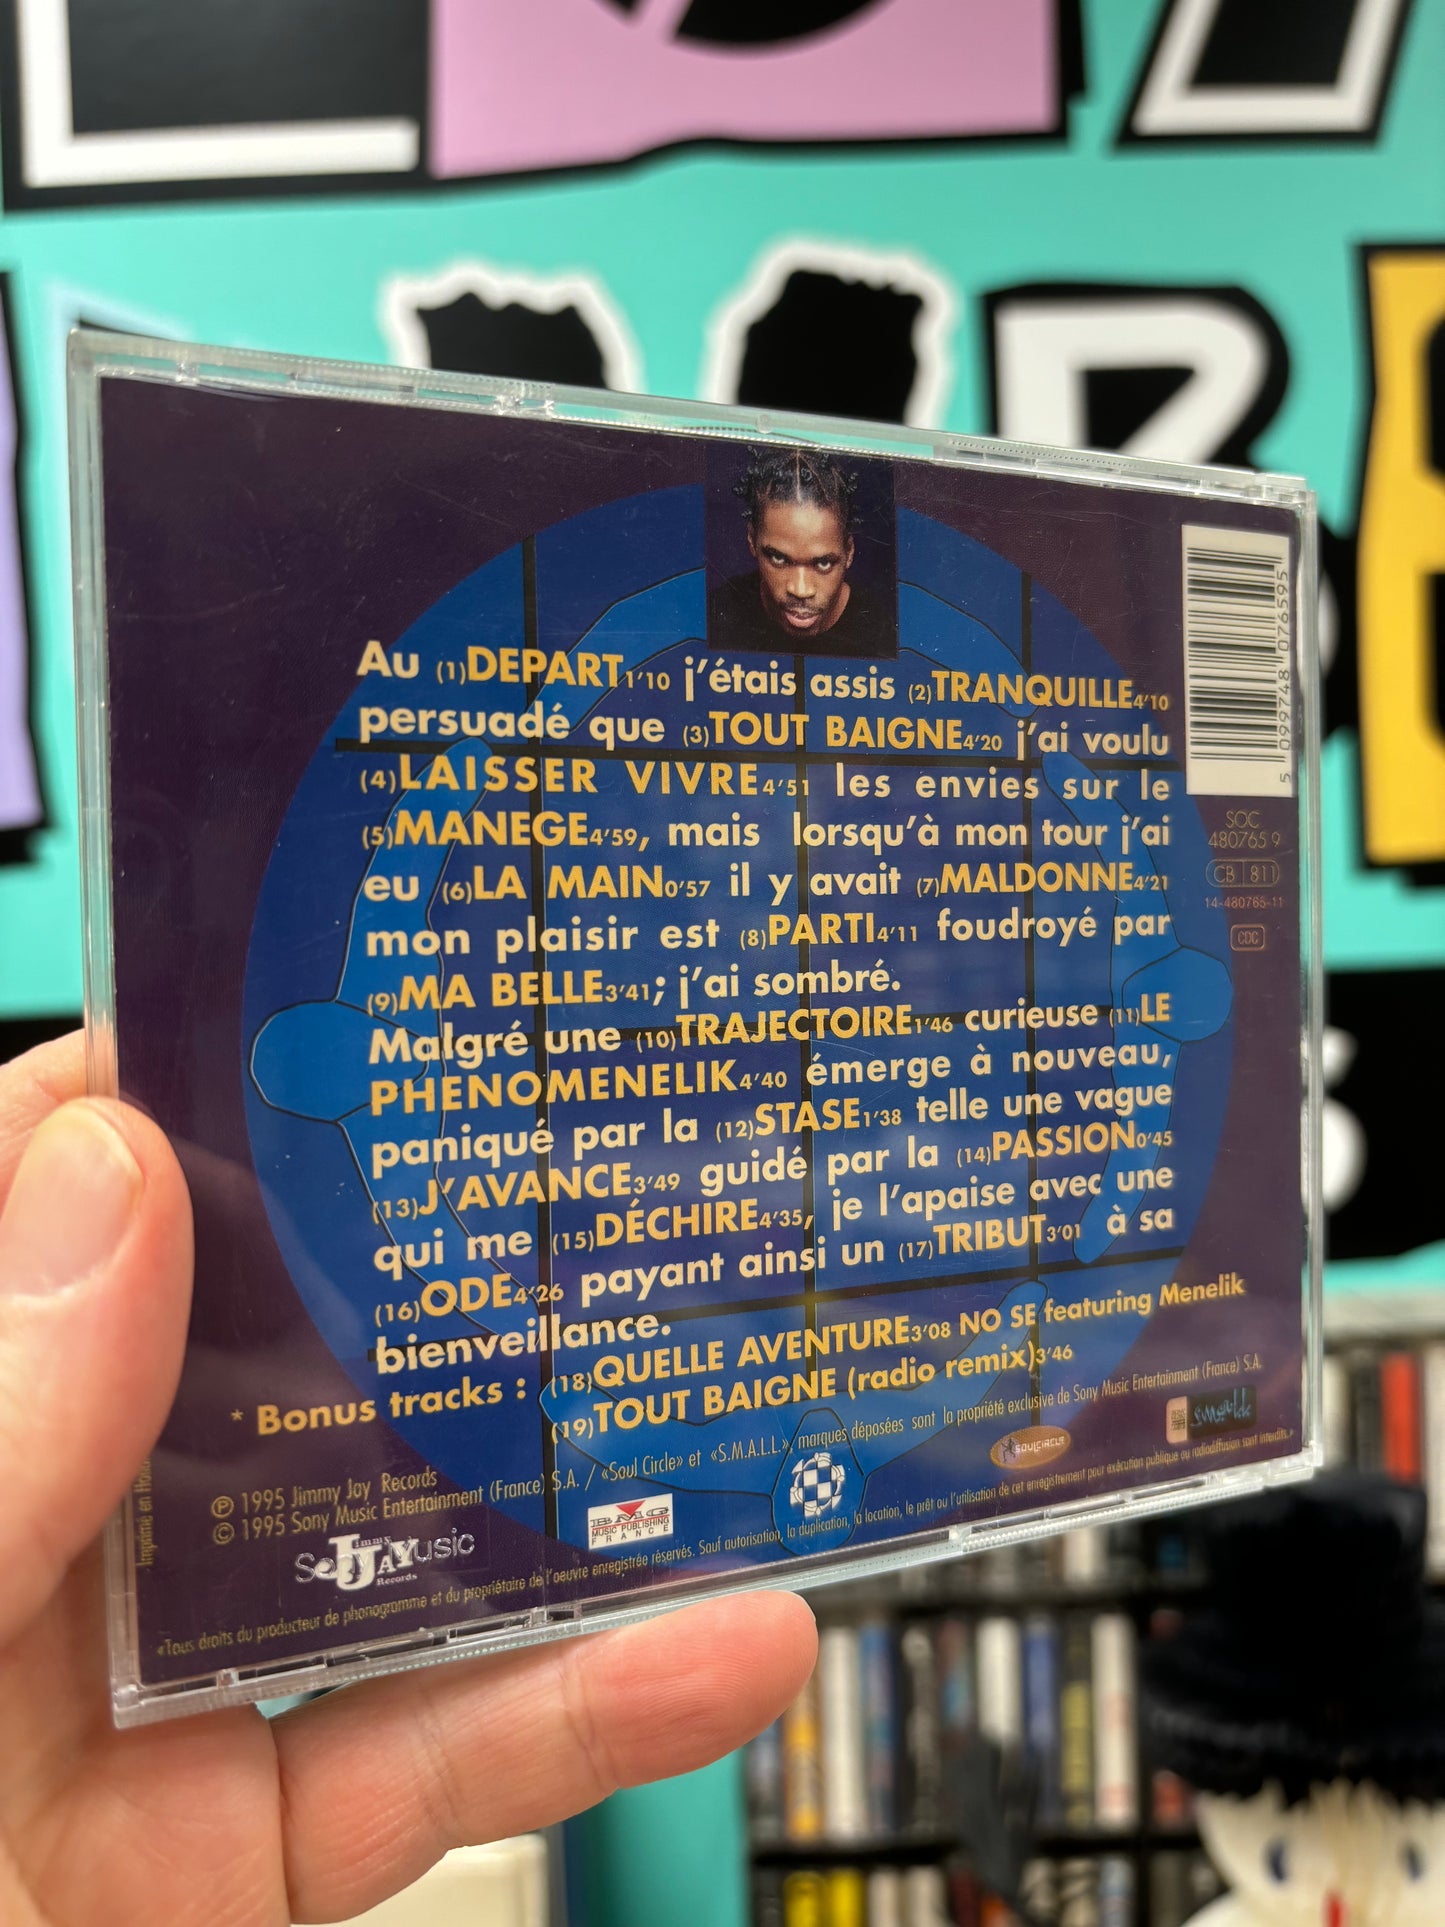 Au (1)DEPART1'10 j'étais assis (2)TRANQUILLE4'10
persuadé que (3)TOUT BAIGNE4'20 j'ai voulu
(4)LAISSER VIVRE4'51 les envies sur le
(5)MANEGE4'59, mais lorsqu'à mon tour j'ai
eu (6)LA MAIN0'57 il y avait (7)MALDONNE4'21
mon plaisir est (8)PARTI4'11 foudroyé par
(9)MA BELLE3'41; j'ai sombré.
Malgré une (10)TRAJECTOIRE1'46 curieuse (11)LE
PHENOMENELIK4'40 émerge à nouveau,
paniqué par la (12)STASE1'38 telle une vague
(13)J'AVANCE3'49 guidé par la (14)PASSION0'45
qui me (15)DÉCHIRE4'35, je l'apaise avec une
(16)ODE4'26 payant ainsi un (17)TRIBUT3'01 à sa
bienveillance.
* Bonus tracks : (18)QUELLE AVENTURE3'08 NO SE featuring Menelik
(19)TOUT BAIGNE (radio remix)3'46
5 099748 076595
SOC
480765 9
CB 811
14-480765-11
CDC
℗ 1995 Jimmy Jay Records
© 1995 Sony Music Entertainment (France) S.A. / «Soul Circle» et «S.M.A.L.L.», marques déposées sont la propriété exclusive de Sony Music Entertainment (France) S.A.
Jimmy
JAY
Records
BMG
MUSIC PUBLISHING
FRANCE
SOULCIRCLE
«Tous droits du producteur de phonogramme et du propriétaire de l'oeuvre enregistrée réservés. Sauf autorisation, la duplication, la location, le prêt ou l'utilisation de cet enregistrement pour exécution publique ou radiodiffusion sont interdits.»
Imprimé en